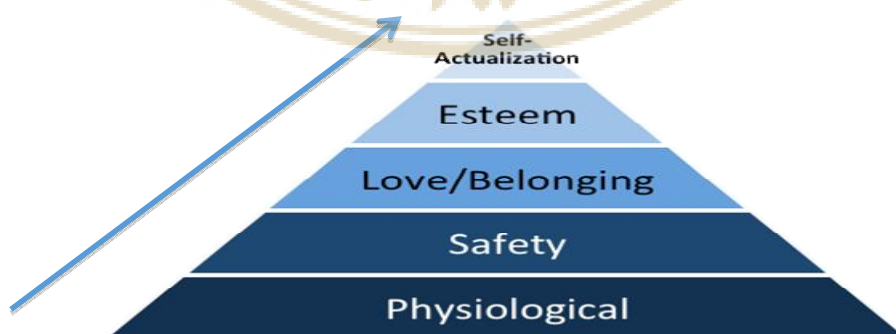 Self-
Actualization
Esteem
Love/Belonging
Safety
Physiological